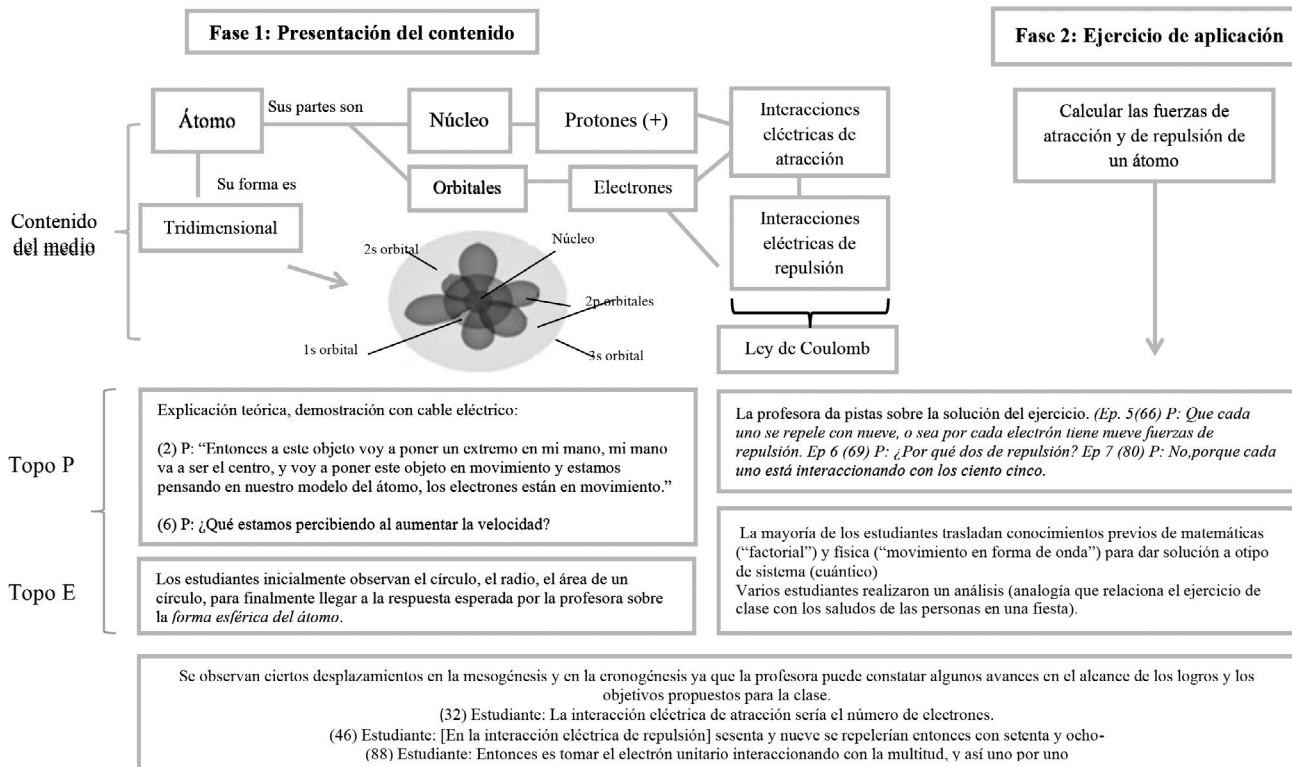 Fase 1: Presentación del contenido
Fase 2: Ejercicio de aplicación
Átomo
Sus partes son
Núcleo
Protones (+)
Interacciones
eléctricas de
atracción
Calcular las fuerzas de
atracción y de repulsión de
un átomo
Su forma es
Orbitales
Electrones
Contenido
del medio
Tridimensional
Interacciones
eléctricas de
repulsión
2s orbital
Núcleo
2p orbitales
1s orbital
3s orbital
Ley de Coulomb
Topo P
Explicación teórica, demostración con cable eléctrico:
(2) P: “Entonces a este objeto voy a poner un extremo en mi mano, mi mano
va a ser el centro, y voy a poner este objeto en movimiento y estamos
pensando en nuestro modelo del átomo, los electrones están en movimiento.”
(6) P: ¿Qué estamos percibiendo al aumentar la velocidad?
La profesora da pistas sobre la solución del ejercicio. (Ep. 5(66) P: Que cada
uno se repele con nueve, o sea por cada electrón tiene nueve fuerzas de
repulsión. Ep 6 (69) P: ¿Por qué dos de repulsión? Ep 7 (80) P: No,porque cada
uno está interaccionando con los ciento cinco.
Topo E
Los estudiantes inicialmente observan el círculo, el radio, el área de un
círculo, para finalmente llegar a la respuesta esperada por la profesora sobre
la forma esférica del átomo.
La mayoría de los estudiantes trasladan conocimientos previos de matemáticas
(“factorial”) y física (“movimiento en forma de onda”) para dar solución a otipo
de sistema (cuántico)
Varios estudiantes realizaron un análisis (analogía que relaciona el ejercicio de
clase con los saludos de las personas en una fiesta).
Se observan ciertos desplazamientos en la mesogénesis y en la cronogénesis ya que la profesora puede constatar algunos avances en el alcance de los logros y los
objetivos propuestos para la clase.
(32) Estudiante: La interacción eléctrica de atracción sería el número de electrones.
(46) Estudiante: [En la interacción eléctrica de repulsión] sesenta y nueve se repelerían entonces con setenta y ocho-
(88) Estudiante: Entonces es tomar el electrón unitario interaccionando con la multitud, y así uno por uno